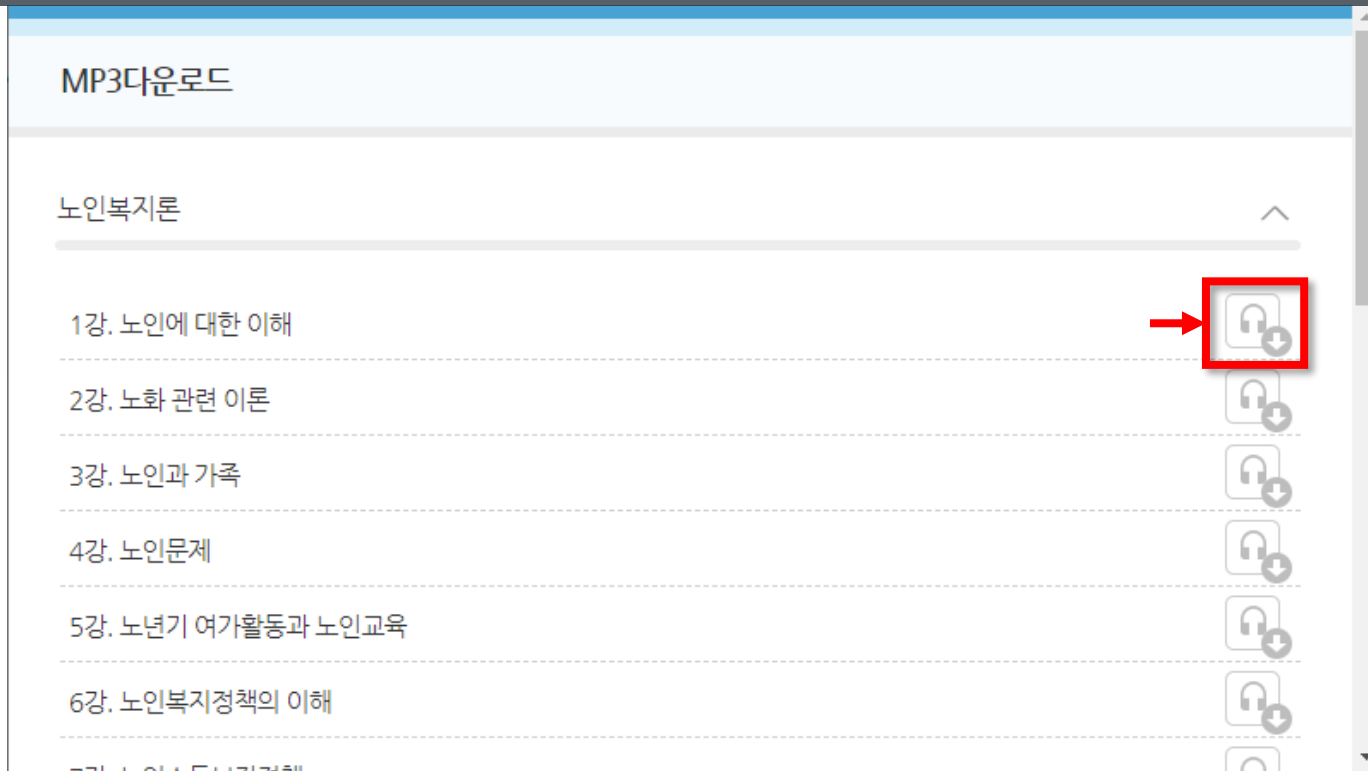 MP3다운로드
노인복지론
1강. 노인에 대한 이해
2강. 노화 관련 이론
3강. 노인과 가족
4강. 노인문제
5강. 노년기 여가활동과 노인교육
6강. 노인복지정책의 이해